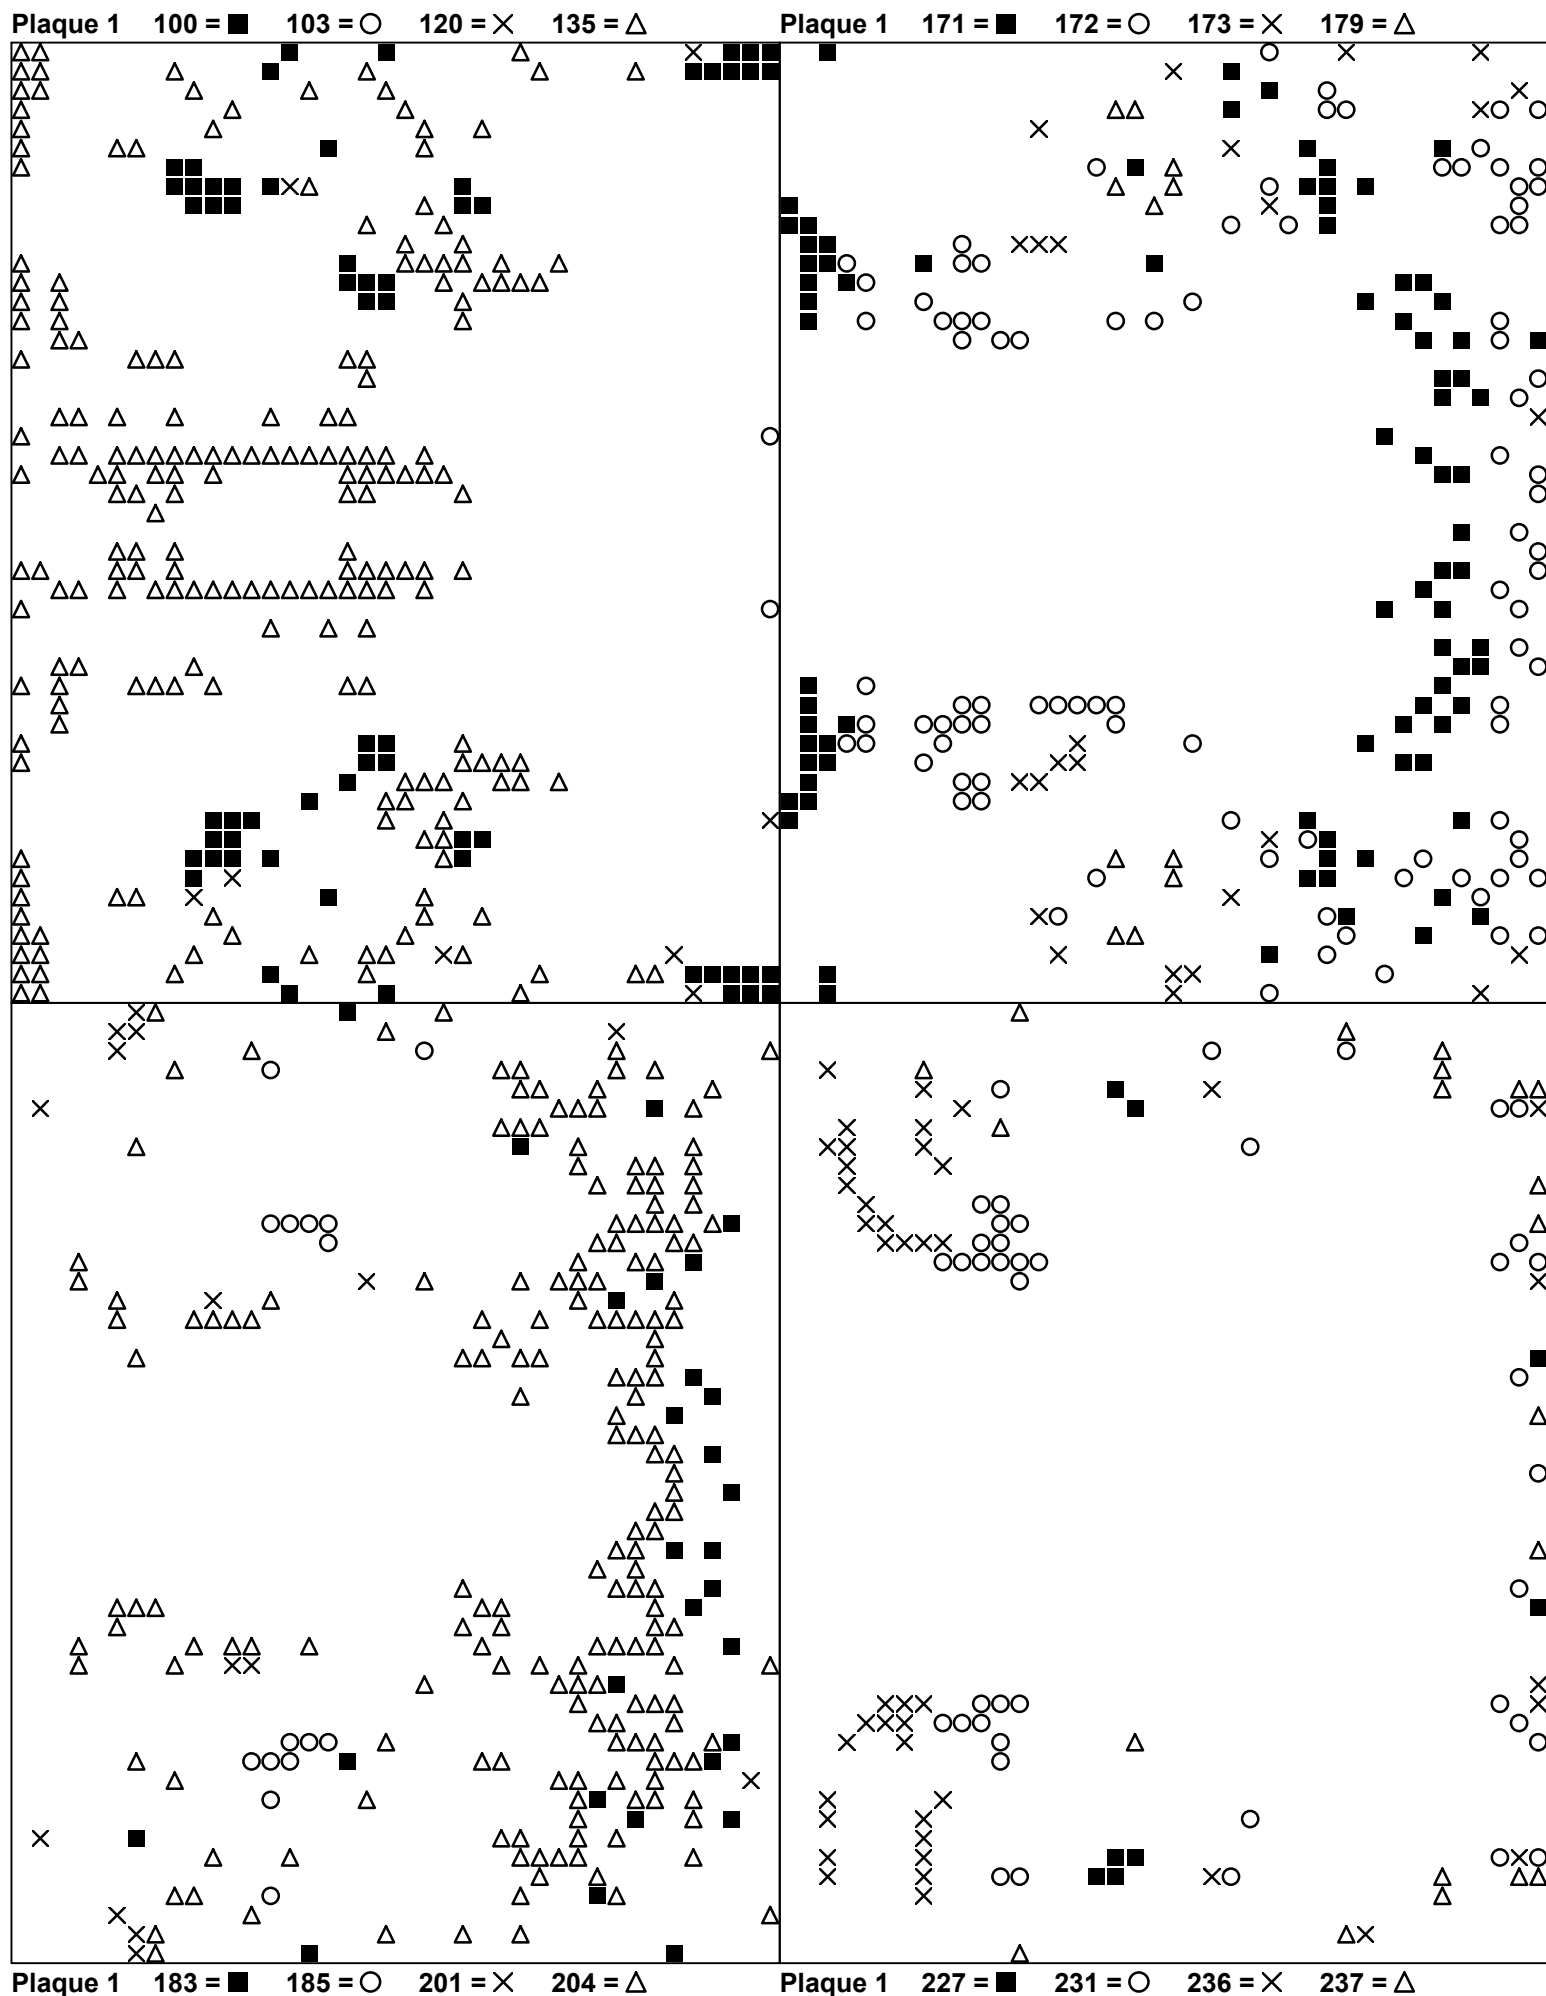 Plaque 1 100 = ■ 103 = ○ 120 = × 135 = △
Plaque 1 171 = ■ 172 = ○ 173 = × 179 = △
Plaque 1 183 = ■ 185 = ○ 201 = × 204 = △
Plaque 1 227 = ■ 231 = ○ 236 = × 237 = △